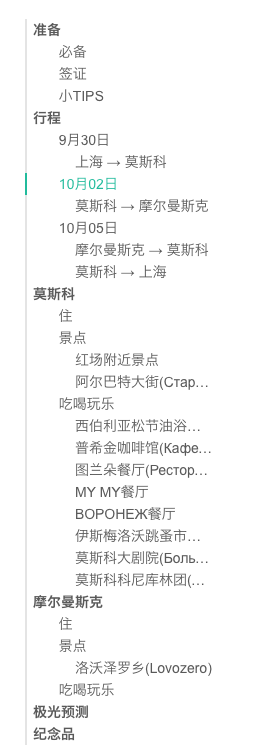 准备
必备
签证
小TIPS
行程
9月30日
上海 → 莫斯科
10月02日
莫斯科 → 摩尔曼斯克
10月05日
摩尔曼斯克 → 莫斯科
莫斯科 → 上海
莫斯科
住
景点
红场附近景点
阿尔巴特大街(Стар…
吃喝玩乐
西伯利亚松节油浴…
普希金咖啡馆(Кафе…
图兰朵餐厅(Рестор…
MY MY餐厅
ВОРОНЕЖ餐厅
伊斯梅洛沃跳蚤市…
莫斯科大剧院(Боль…
莫斯科科尼库林团(…
摩尔曼斯克
住
景点
洛沃泽罗乡(Lovozero)
吃喝玩乐
极光预测
纪念品